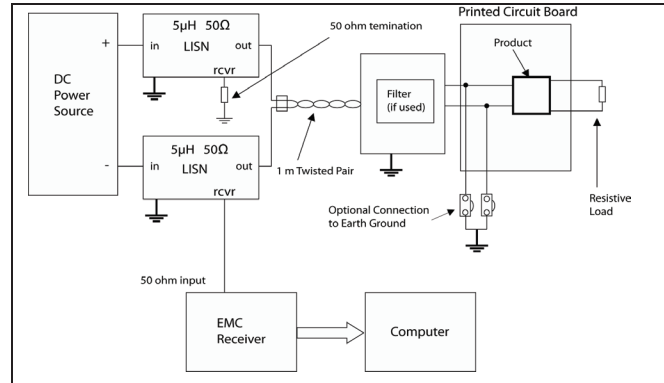 Printed Circuit Board
5µH 50Ω
LISN
in
out
rcvr
50 ohm temination
Product
+
DC
Power
Source
-
Filter
(if used)
5µH 50Ω
LISN
in
out
rcvr
1 m Twisted Pair
Optional Connection
to Earth Ground
Resistive
Load
50 ohm input
EMC
Receiver
Computer